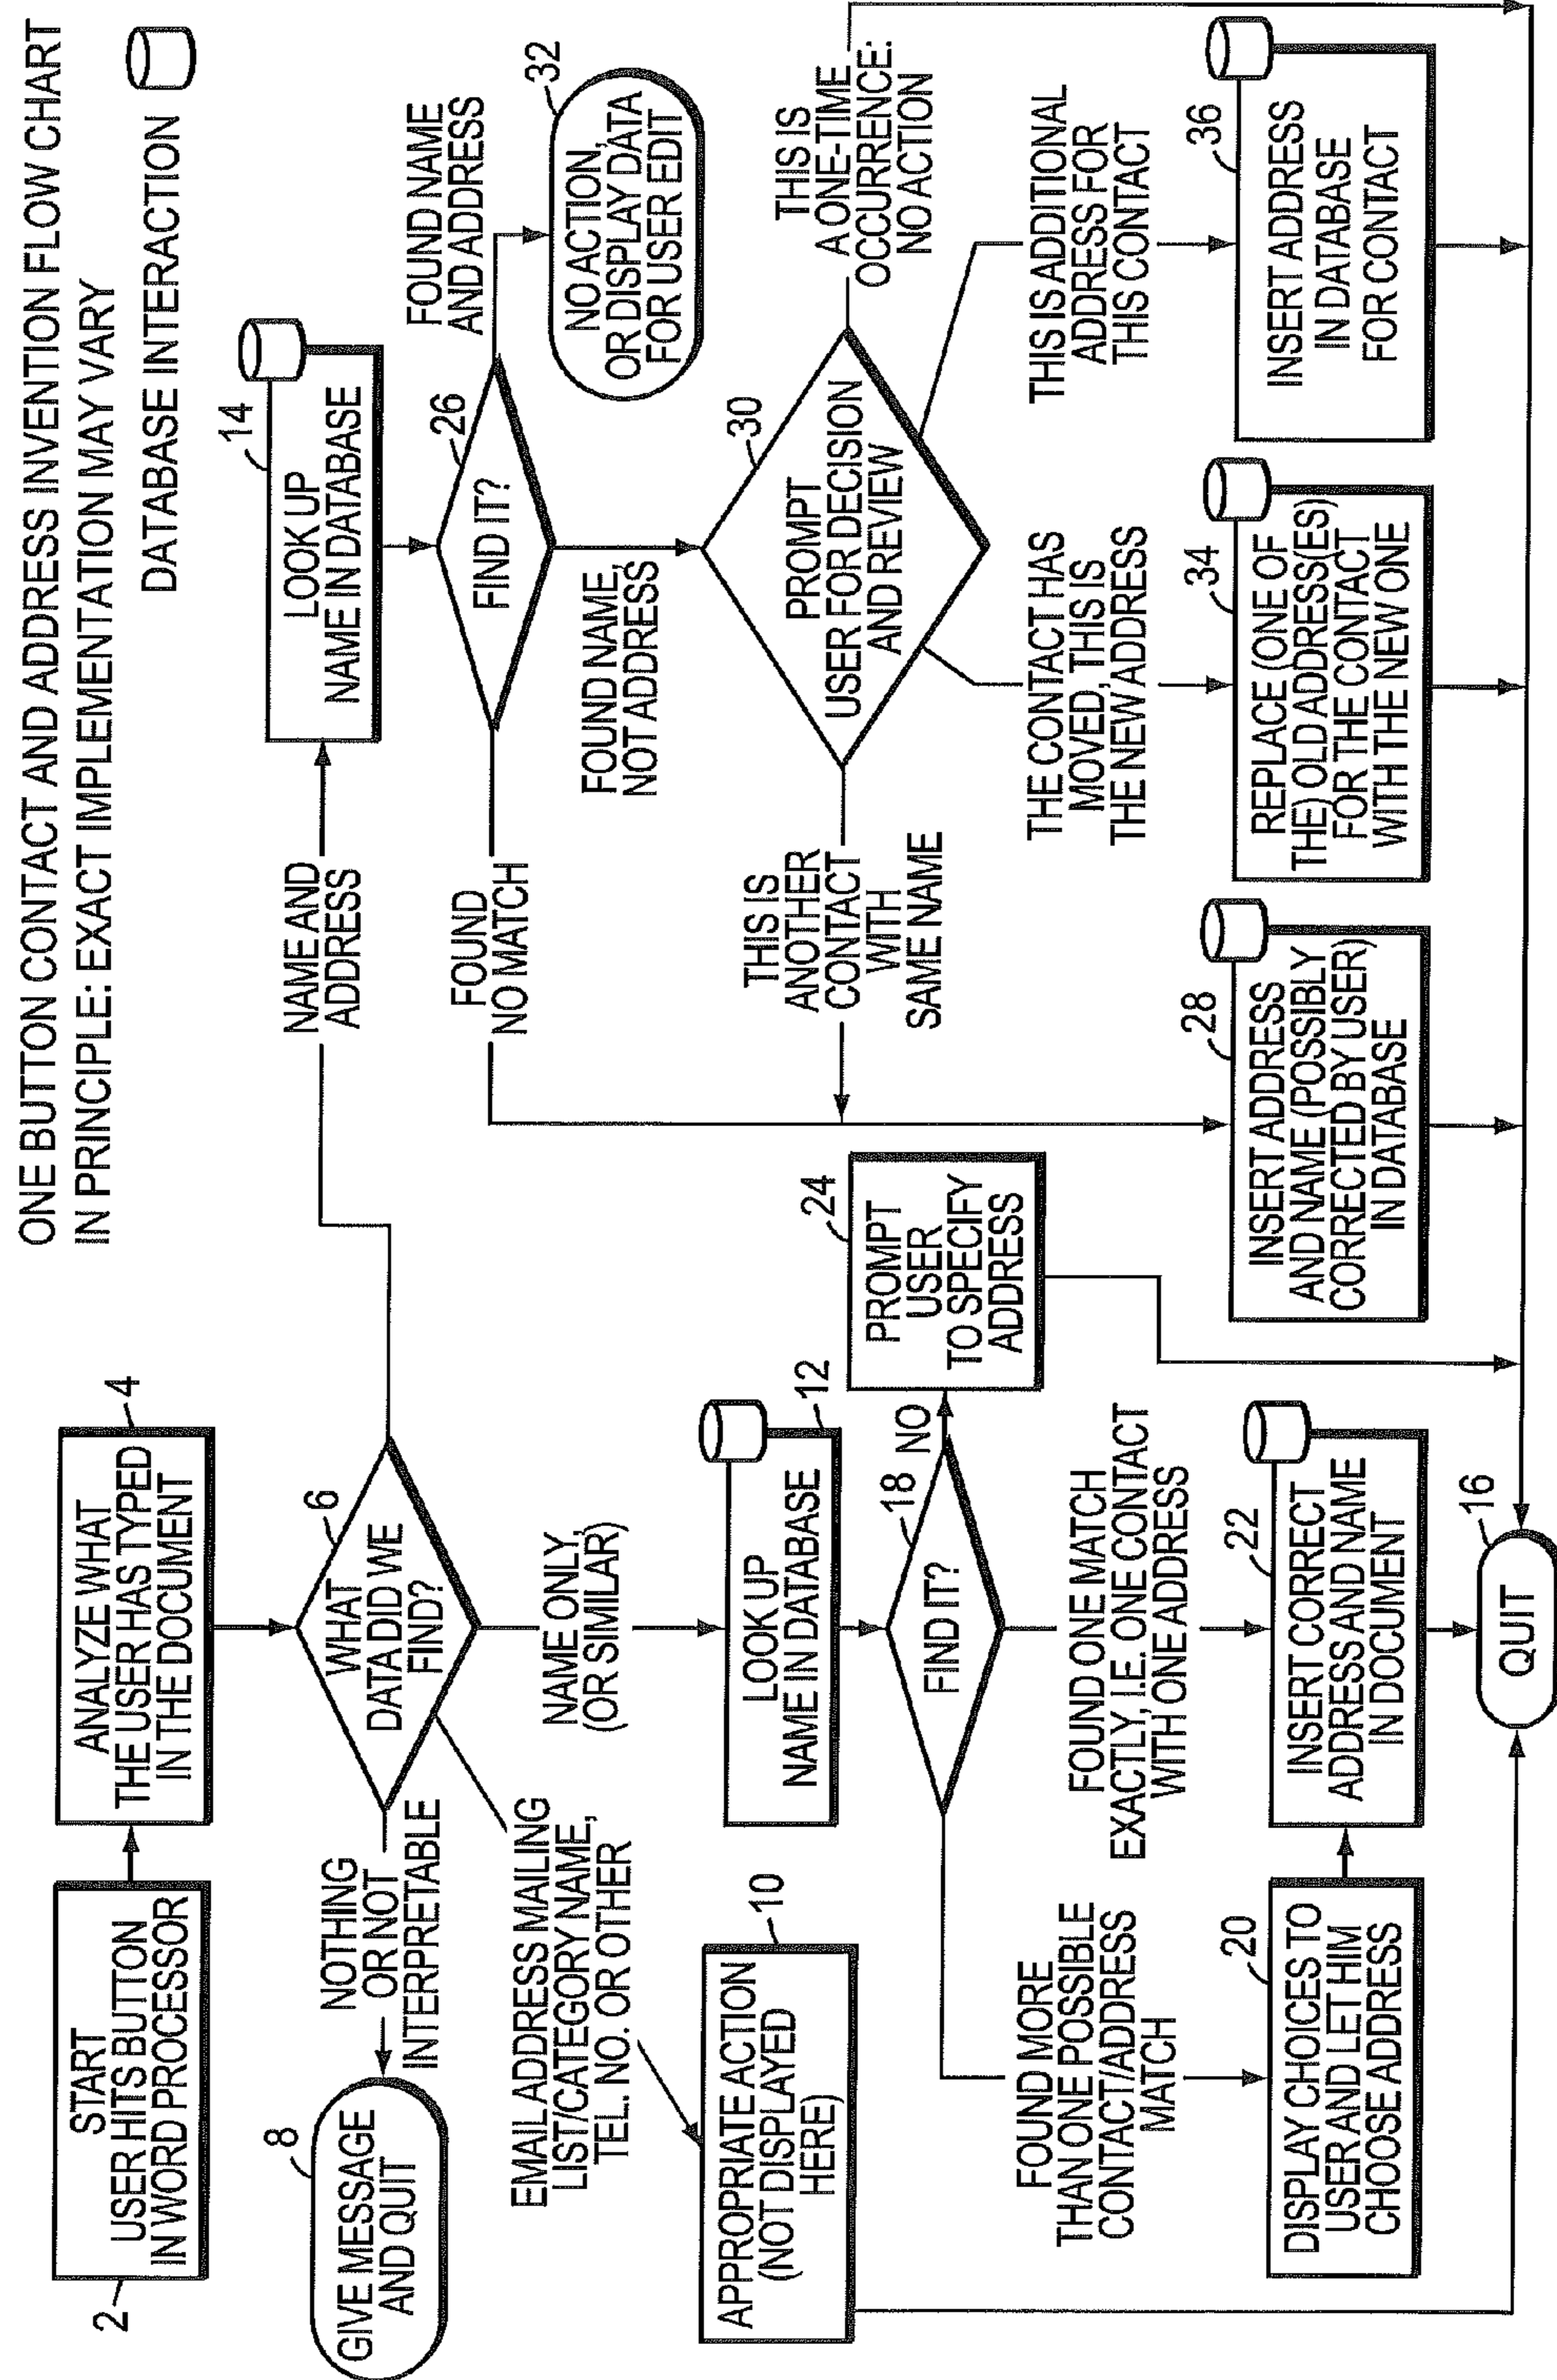 ONE BUTTON CONTACT AND ADDRESS INVENTION FLOW CHART
IN PRINCIPLE: EXACT IMPLEMENTATION MAY VARY
DATABASE INTERACTION
2
START
USER HITS BUTTON
IN WORD PROCESSOR
4
ANALYZE WHAT
THE USER HAS TYPED
IN THE DOCUMENT
6
WHAT
DATA DID WE
FIND?
NOTHING
OR NOT
INTERPRETABLE
8
GIVE MESSAGE
AND QUIT
EMAIL ADDRESS MAILING
LIST/CATEGORY NAME,
TEL. NO. OR OTHER
10
APPROPRIATE ACTION
(NOT DISPLAYED
HERE)
NAME ONLY,
(OR SIMILAR)
12
LOOK UP
NAME IN DATABASE
18
FIND IT?
NO
24
PROMPT
USER
TO SPECIFY
ADDRESS
FOUND MORE
THAN ONE POSSIBLE
CONTACT/ADDRESS
MATCH
FOUND ONE MATCH
EXACTLY, I.E. ONE CONTACT
WITH ONE ADDRESS
20
DISPLAY CHOICES TO
USER AND LET HIM
CHOOSE ADDRESS
22
INSERT CORRECT
ADDRESS AND NAME
IN DOCUMENT
16
QUIT
NAME AND
ADDRESS
14
LOOK UP
NAME IN DATABASE
26
FIND IT?
FOUND
NO MATCH
FOUND NAME,
NOT ADDRESS
FOUND NAME
AND ADDRESS
32
NO ACTION,
OR DISPLAY DATA
FOR USER EDIT
30
PROMPT
USER FOR DECISION
AND REVIEW
THIS IS
ANOTHER
CONTACT
WITH
SAME NAME
THE CONTACT HAS
MOVED, THIS IS
THE NEW ADDRESS
THIS IS ADDITIONAL
ADDRESS FOR
THIS CONTACT
THIS IS
A ONE-TIME
OCCURRENCE:
NO ACTION
28
INSERT ADDRESS
AND NAME (POSSIBLY
CORRECTED BY USER)
IN DATABASE
34
REPLACE (ONE OF
THE) OLD ADDRESS(ES)
FOR THE CONTACT
WITH THE NEW ONE
36
INSERT ADDRESS
IN DATABASE
FOR CONTACT